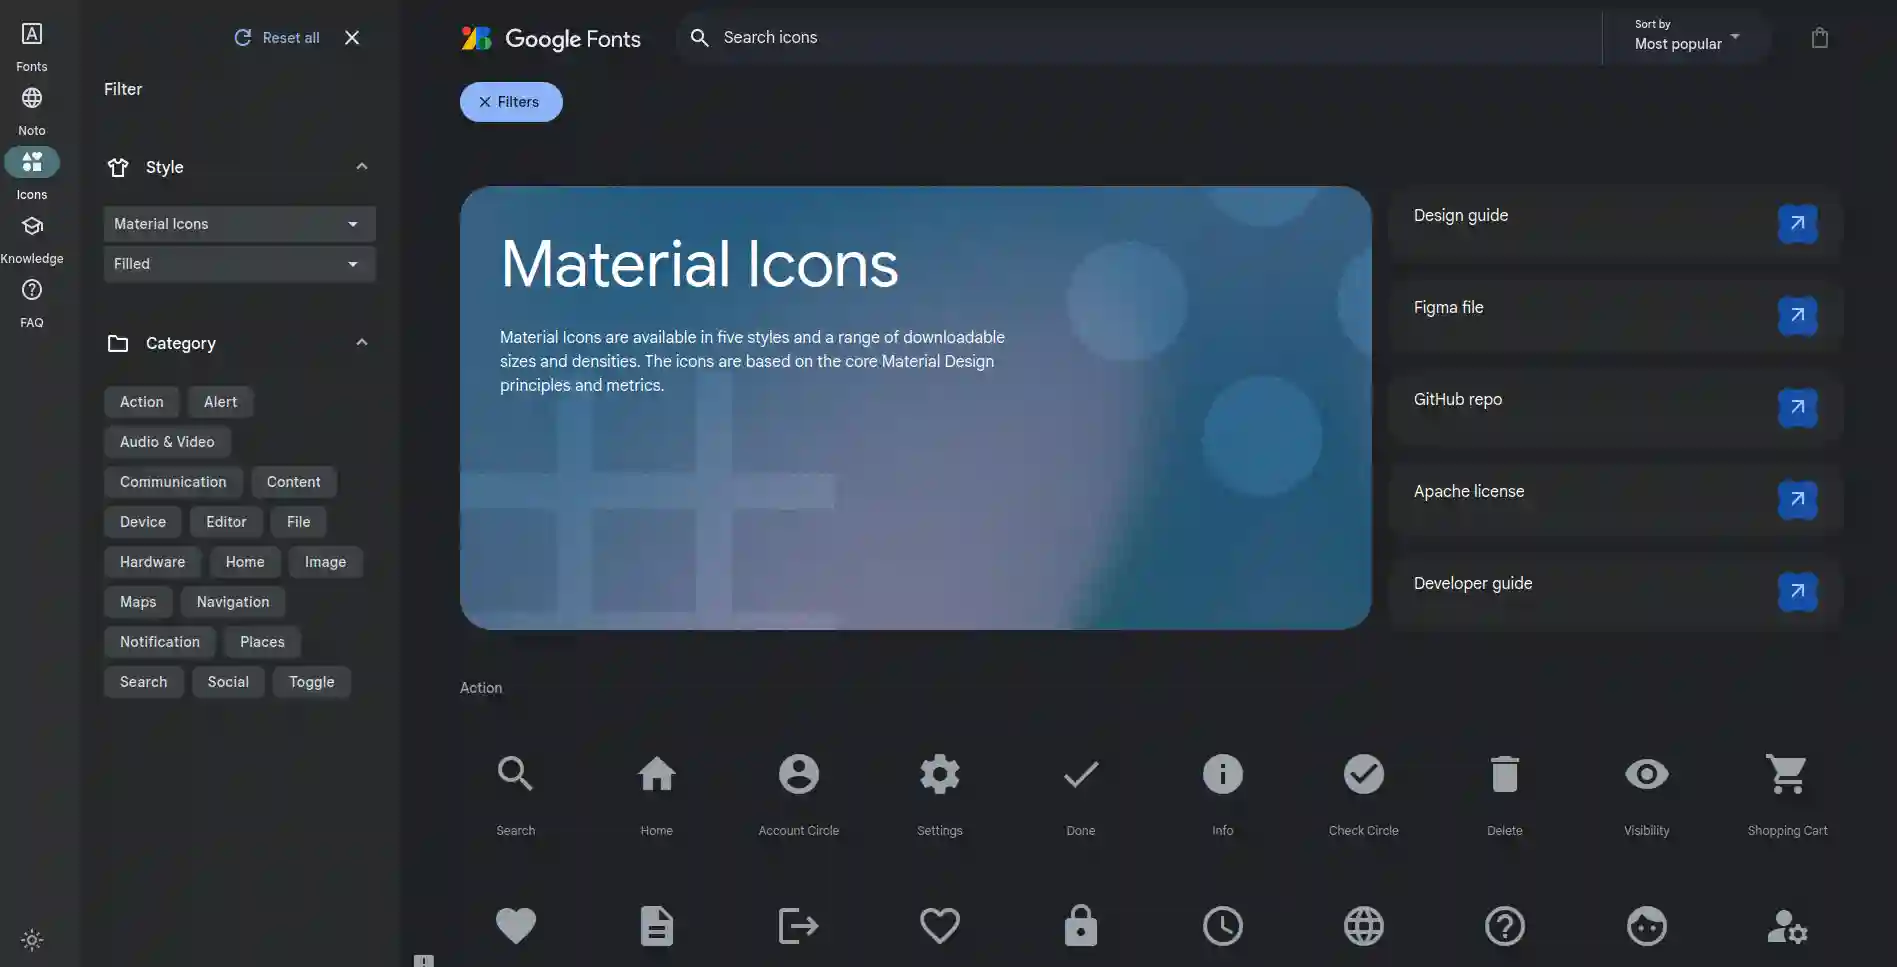 Fonts
Noto
Icons
Knowledge
FAQ
Reset all
Filter
Style
Material Icons
Filled
Category
Action
Alert
Audio & Video
Communication
Content
Device
Editor
File
Hardware
Home
Image
Maps
Navigation
Notification
Places
Search
Social
Toggle
Google Fonts
Search icons
Sort by
Most popular
Filters
Material Icons
Material Icons are available in five styles and a range of downloadable
sizes and densities. The icons are based on the core Material Design
principles and metrics.
Design guide
Figma file
GitHub repo
Apache license
Developer guide
Action
Search
Home
Account Circle
Settings
Done
Info
Check Circle
Delete
Visibility
Shopping Cart